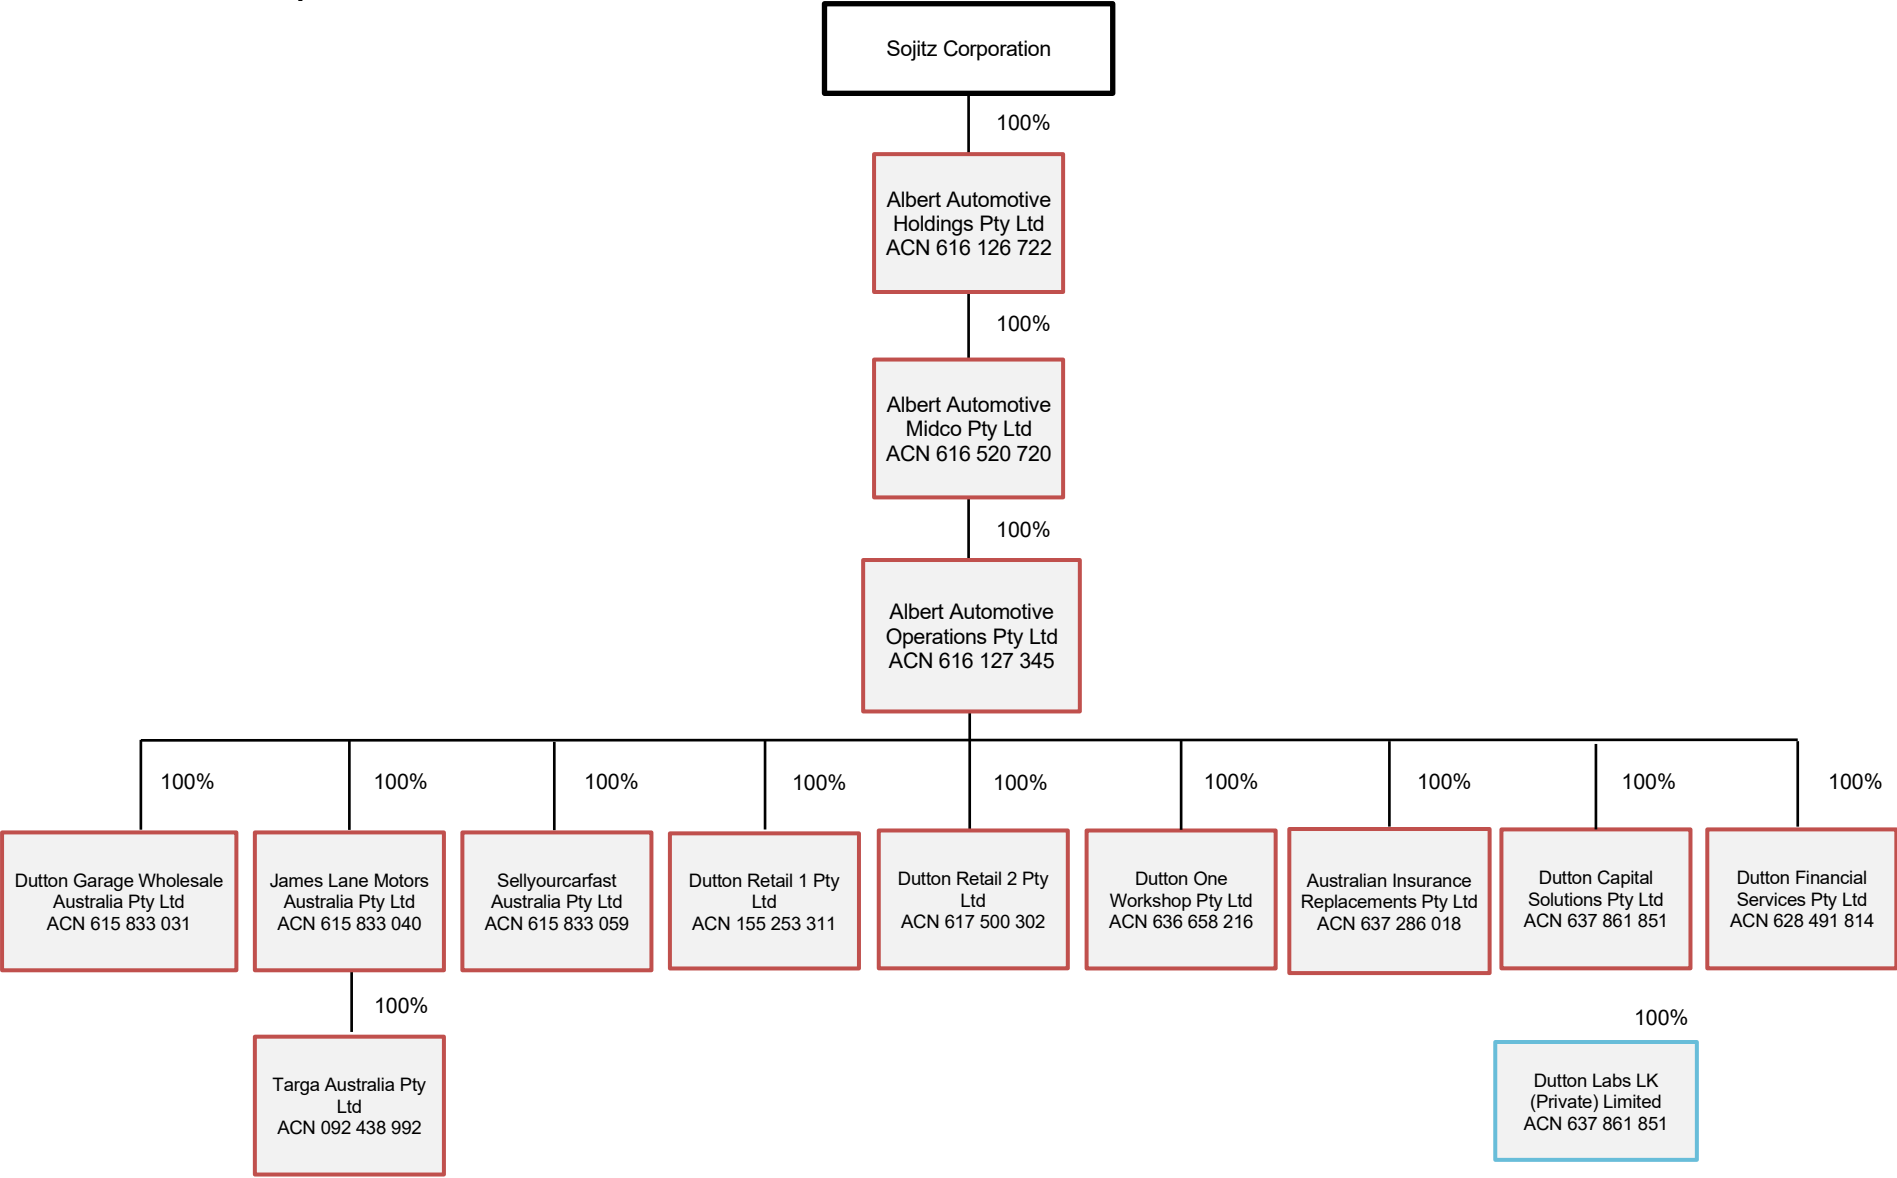 Sojitz Corporation
100%
Albert Automotive
Holdings Pty Ltd
ACN 616 126 722
100%
Albert Automotive
Midco Pty Ltd
ACN 616 520 720
100%
Albert Automotive
Operations Pty Ltd
ACN 616 127 345
100%
100%
100%
100%
100%
100%
100%
100%
100%
Dutton Garage Wholesale
Australia Pty Ltd
ACN 615 833 031
James Lane Motors
Australia Pty Ltd
ACN 615 833 040
Sellyourcarfast
Australia Pty Ltd
ACN 615 833 059
Dutton Retail 1 Pty
Ltd
ACN 155 253 311
Dutton Retail 2 Pty
Ltd
ACN 617 500 302
Dutton One
Workshop Pty Ltd
ACN 636 658 216
Australian Insurance
Replacements Pty Ltd
ACN 637 286 018
Dutton Capital
Solutions Pty Ltd
ACN 637 861 851
Dutton Financial
Services Pty Ltd
ACN 628 491 814
100%
Targa Australia Pty
Ltd
ACN 092 438 992
100%
Dutton Labs LK
(Private) Limited
ACN 637 861 851